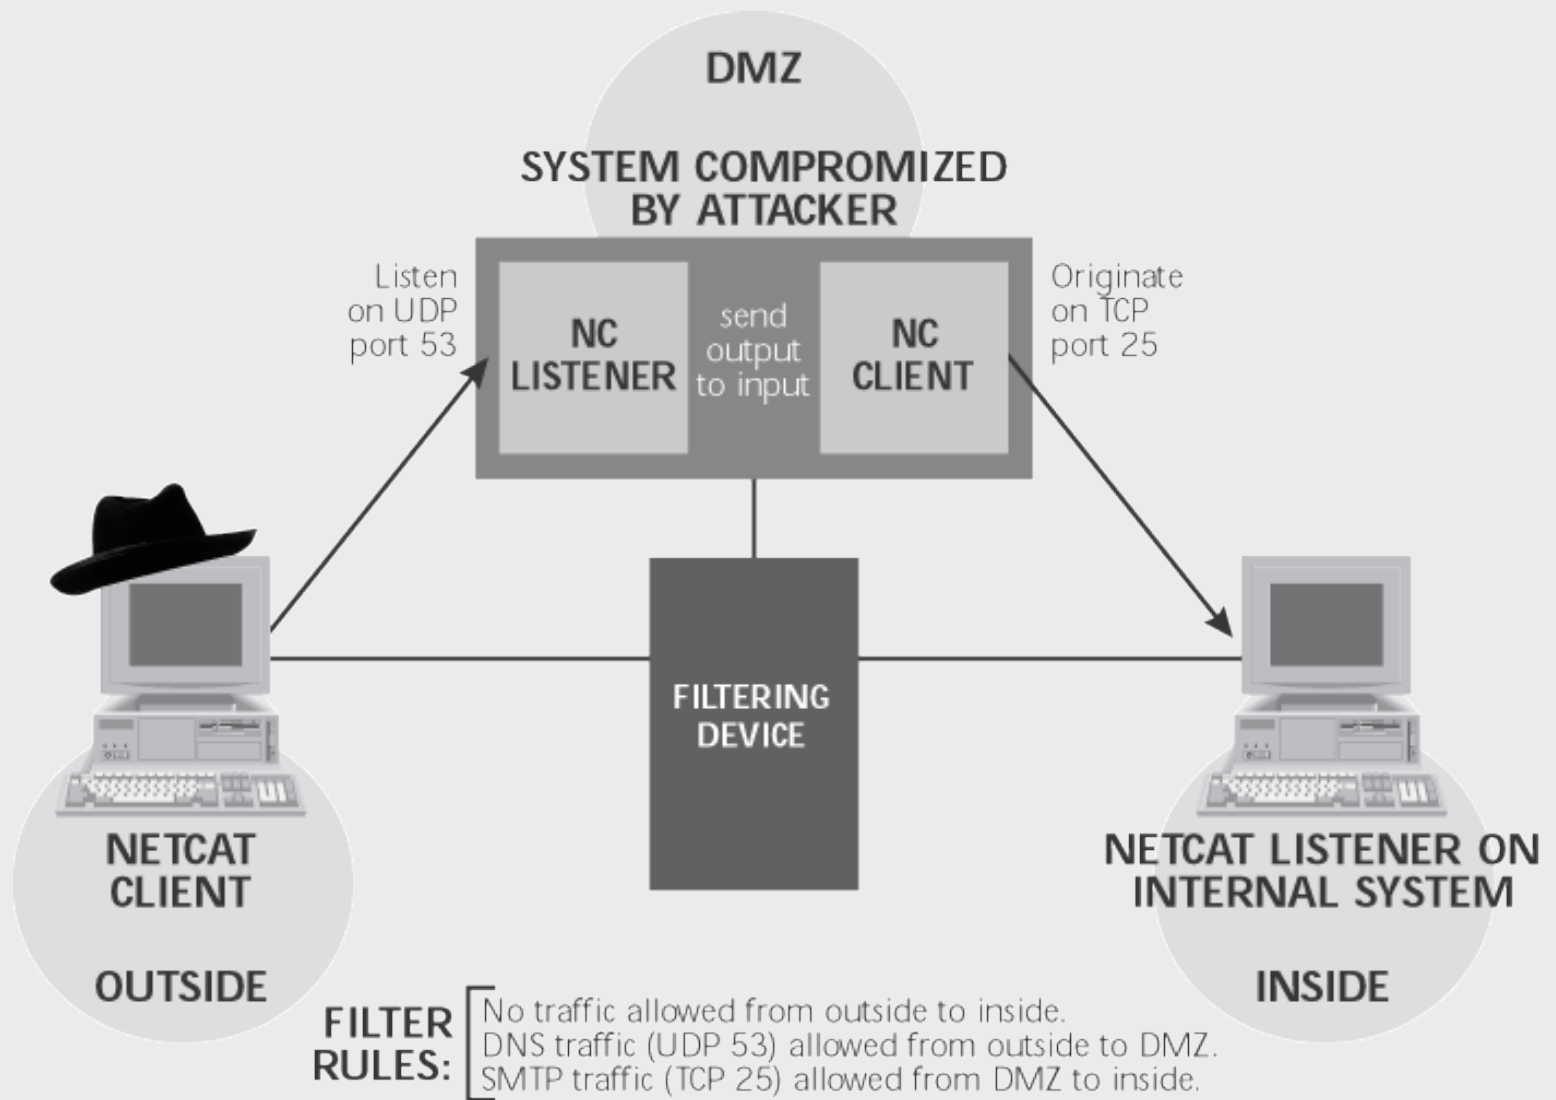 DMZ
SYSTEM COMPROMIZED
BY ATTACKER
Listen
on UDP
port 53
NC
LISTENER
send
output
to input
NC
CLIENT
Originate
on TCP
port 25
FILTERING
DEVICE
NETCAT
CLIENT
OUTSIDE
NETCAT LISTENER ON
INTERNAL SYSTEM
INSIDE
FILTER
RULES:
No traffic allowed from outside to inside.
DNS traffic (UDP 53) allowed from outside to DMZ.
SMTP traffic (TCP 25) allowed from DMZ to inside.